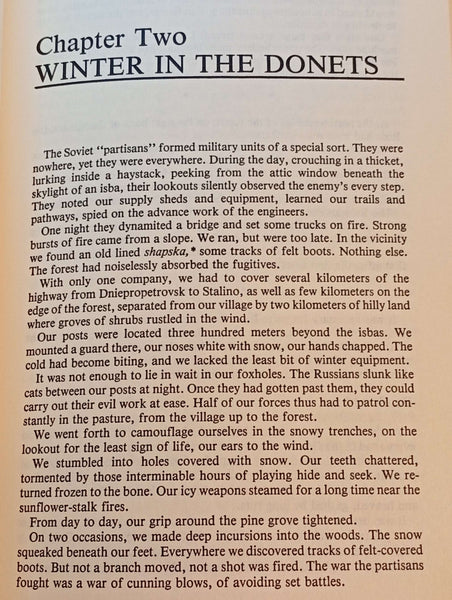 Chapter Two
WINTER IN THE DONETS
The Soviet "partisans" formed military units of a special sort. They were
nowhere, yet they were everywhere. During the day, crouching in a thicket,
lurking inside a haystack, peeking from the attic window beneath the
skylight of an isba, their lookouts silently observed the enemy's every step.
They noted our supply sheds and equipment, learned our trails and
pathways, spied on the advance work of the engineers.
One night they dynamited a bridge and set some trucks on fire. Strong
bursts of fire came from a slope. We ran, but were too late. In the vicinity
we found an old lined shapska,* some tracks of felt boots. Nothing else.
The forest had noiselessly absorbed the fugitives.
With only one company, we had to cover several kilometers of the
highway from Dniepropetrovsk to Stalino, as well as few kilometers on the
edge of the forest, separated from our village by two kilometers of hilly land
where groves of shrubs rustled in the wind.
Our posts were located three hundred meters beyond the isbas. We
mounted a guard there, our noses white with snow, our hands chapped. The
cold had become biting, and we lacked the least bit of winter equipment.
It was not enough to lie in wait in our foxholes. The Russians slunk like
cats between our posts at night. Once they had gotten past them, they could
carry out their evil work at ease. Half of our forces thus had to patrol con-
stantly in the pasture, from the village up to the forest.
We went forth to camouflage ourselves in the snowy trenches, on the
lookout for the least sign of life, our ears to the wind.
We stumbled into holes covered with snow. Our teeth chattered,
tormented by those interminable hours of playing hide and seek. We re-
turned frozen to the bone. Our icy weapons steamed for a long time near the
sunflower-stalk fires.
From day to day, our grip around the pine grove tightened.
On two occasions, we made deep incursions into the woods. The snow
squeaked beneath our feet. Everywhere we discovered tracks of felt-covered
boots. But not a branch moved, not a shot was fired. The war the partisans
fought was a war of cunning blows, of avoiding set battles.